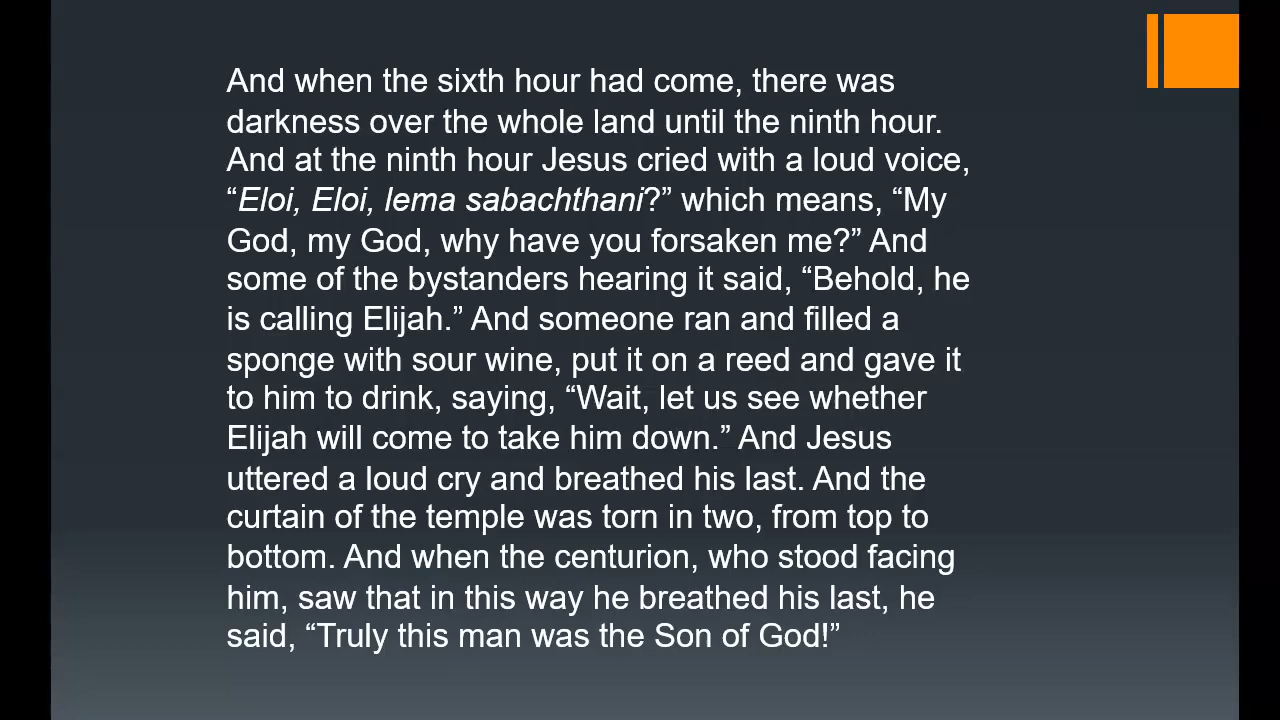 And when the sixth hour had come, there was
darkness over the whole land until the ninth hour.
And at the ninth hour Jesus cried with a loud voice,
“Eloi, Eloi, lema sabachthani?” which means, “My
God, my God, why have you forsaken me?” And
some of the bystanders hearing it said, “Behold, he
is calling Elijah.” And someone ran and filled a
sponge with sour wine, put it on a reed and gave it
to him to drink, saying, “Wait, let us see whether
Elijah will come to take him down.” And Jesus
uttered a loud cry and breathed his last. And the
curtain of the temple was torn in two, from top to
bottom. And when the centurion, who stood facing
him, saw that in this way he breathed his last, he
said, “Truly this man was the Son of God!”